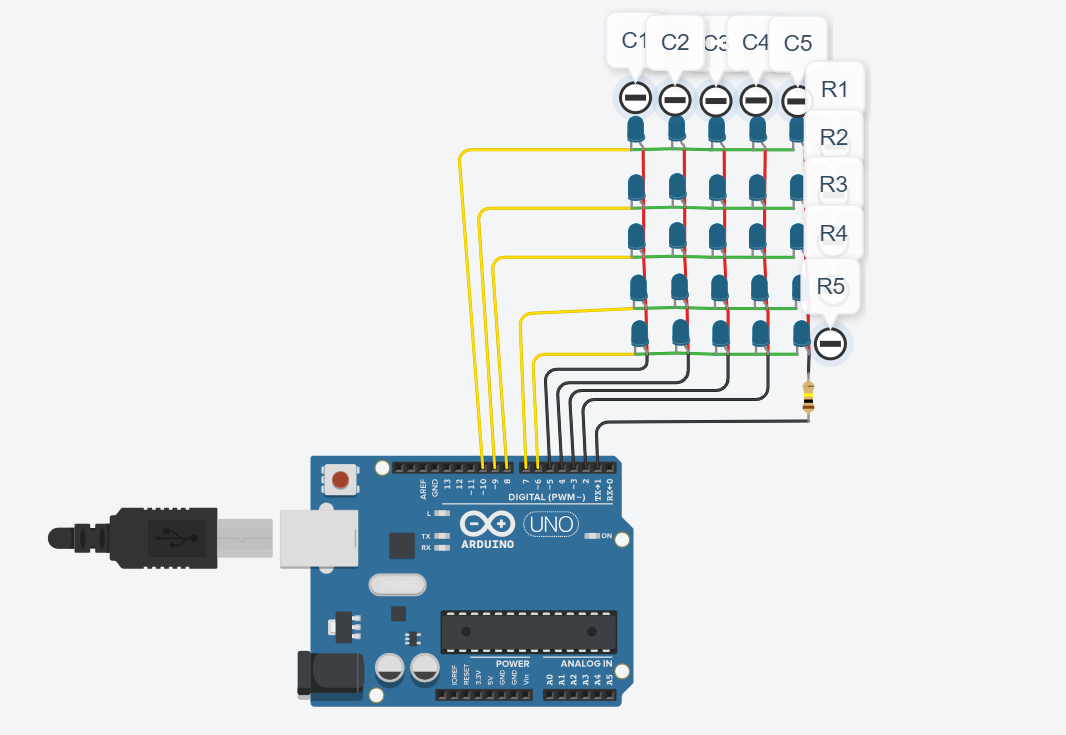 C1 C2 C3 C4 C5
R1
R2
R3
R4
R5
AREF
GND
13
12
~11
~10
~9
8
7
~6
~5
4
~3
2
TX→1
RX←0
DIGITAL (PWM~)
L
TX
RX
ARDUINO
UNO
ON
POWER
ANALOG IN
IOREF
RESET
3.3V
5V
GND
GND
Vin
A0
A1
A2
A3
A4
A5